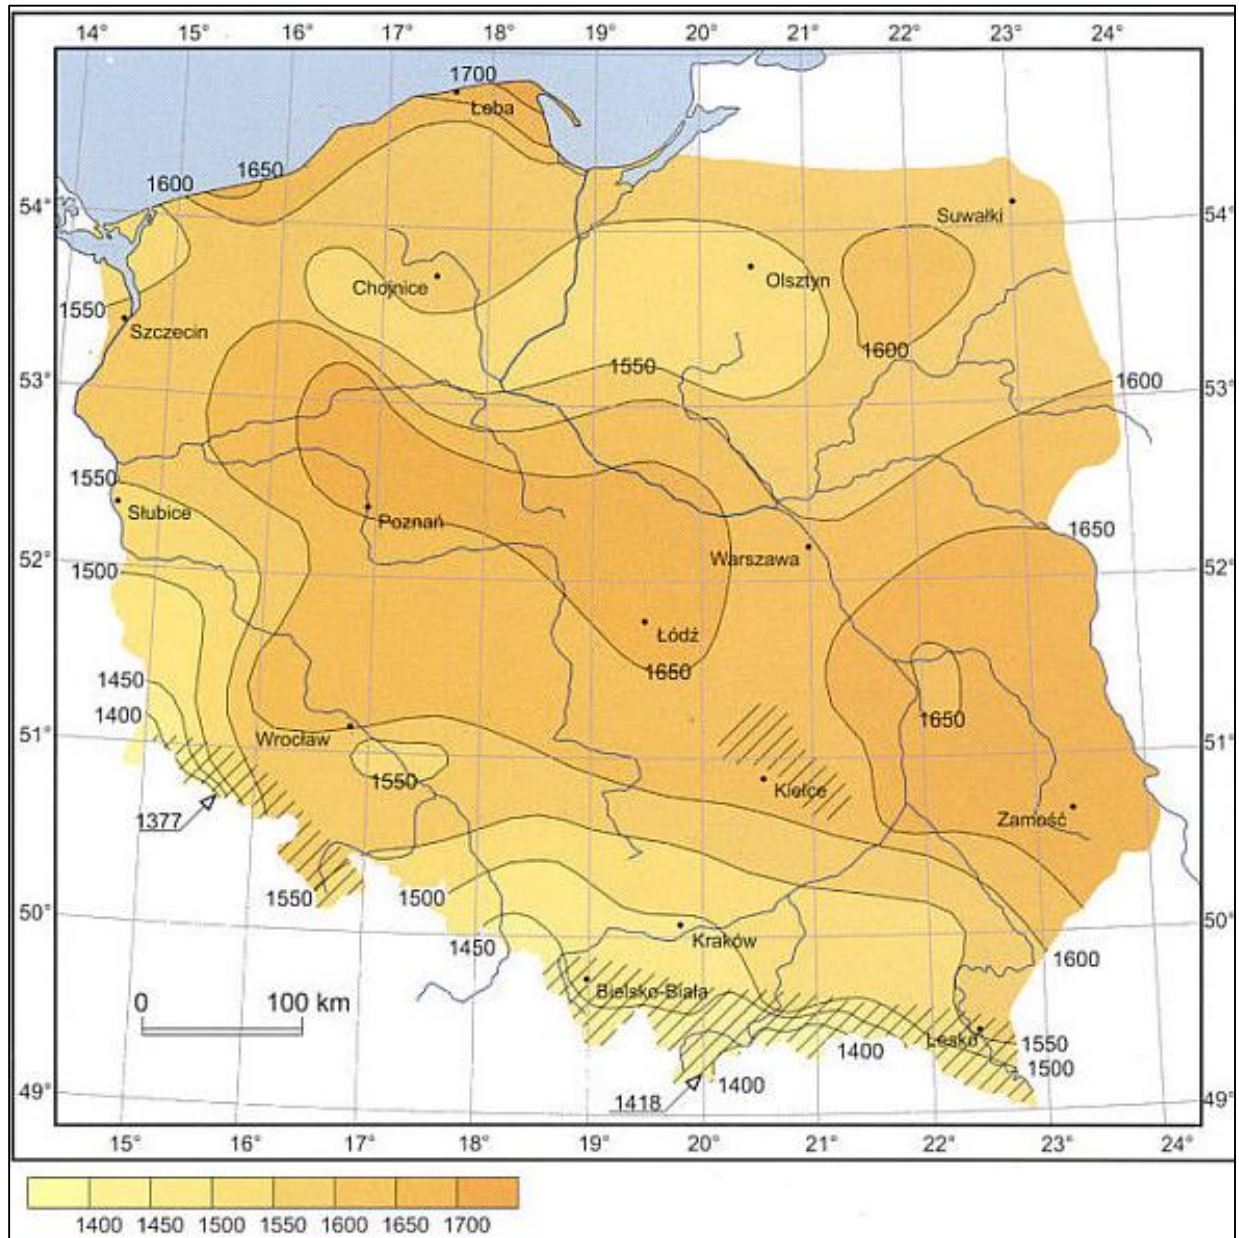 14° 15° 16° 17° 18° 19° 20° 21° 22° 23° 24°
1700
Łeba
1650
1600
54°
Suwałki
54°
Chojnice
Olsztyn
1550
Szczecin
1600
1550
53°
1600
53°
1550
Słubice
Poznań
1650
Warszawa
52°
1500
52°
Łódź
1650
1450
1400
1650
51°
Wrocław
51°
1550
Kielce
1377
Zamość
1550
1500
50°
50°
Kraków
1450
1600
Bielsko-Biała
0 100 km
Lesko
1550
1400
1500
1400
49°
1418
49°
15° 16° 17° 18° 19° 20° 21° 22° 23° 24°
1400 1450 1500 1550 1600 1650 1700